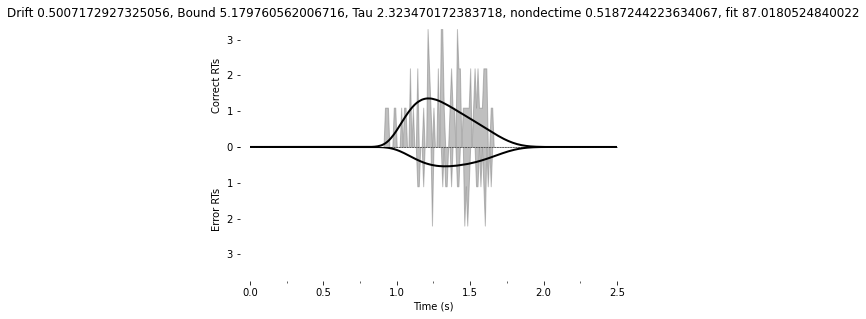 Drift 0.5007172927325056, Bound 5.179760562006716, Tau 2.323470172383718, nondectime 0.5187244223634067, fit 87.0180524840022
3
2
Correct RTs
1
0
1
Error RTs
2
3
0.0 0.5 1.0 1.5 2.0 2.5
Time (s)